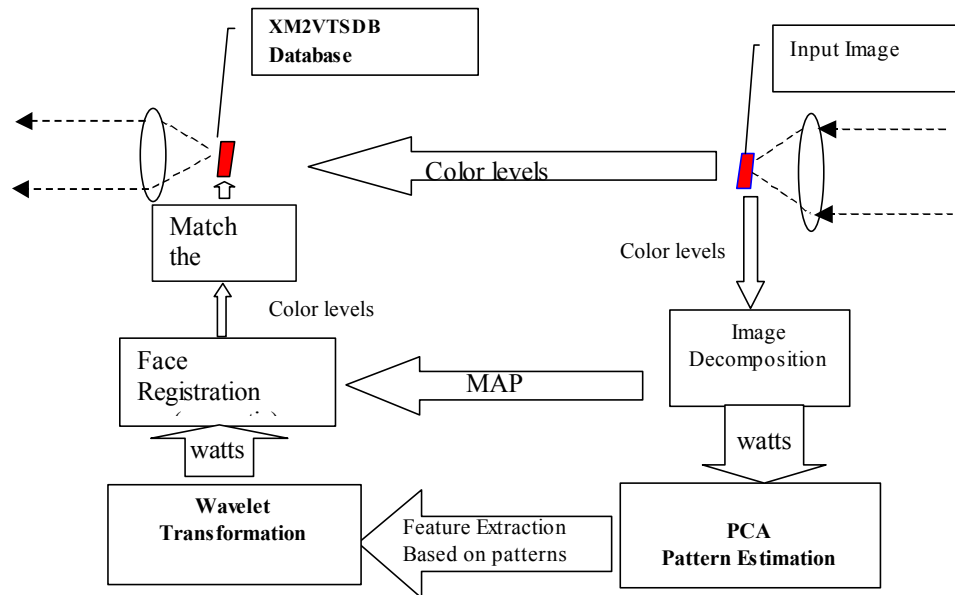 XM2VTSDB
Database
Input Image
Color levels
Match
the
Color levels
Color levels
Image
Decomposition
Face
Registration
MAP
watts
watts
Wavelet
Transformation
Feature Extraction
Based on patterns
PCA
Pattern Estimation